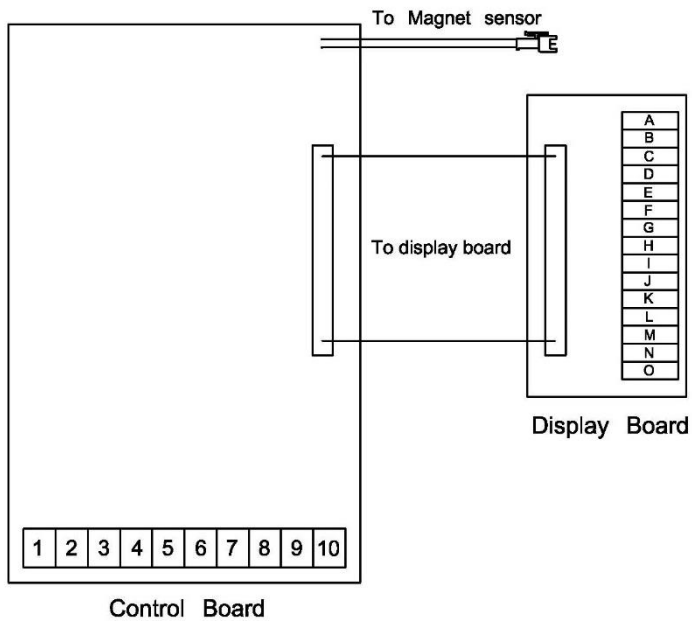 To Magnet sensor
A
B
C
D
E
F
G
H
I
J
K
L
M
N
O
To display board
Display Board
1 2 3 4 5 6 7 8 9 10
Control Board